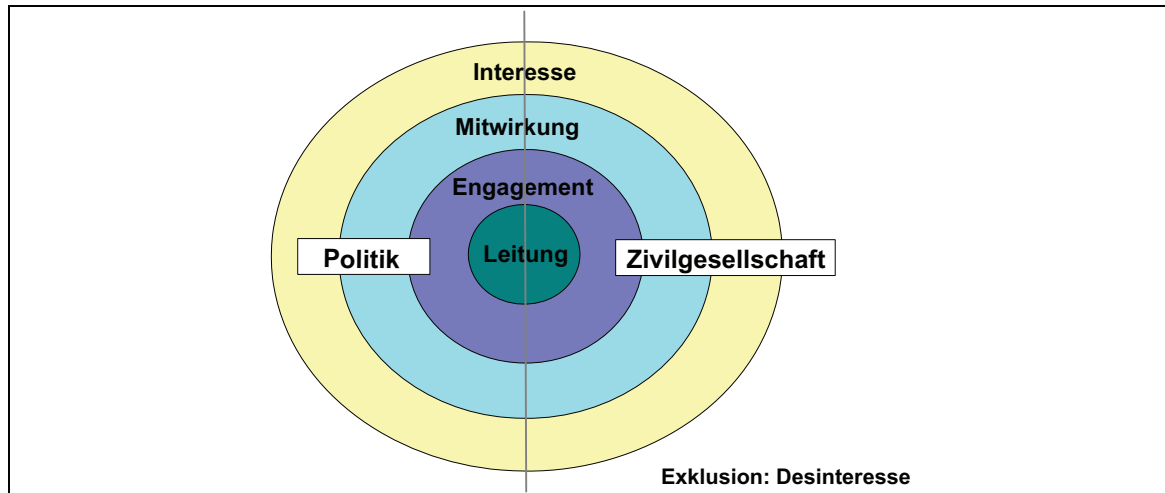 Interesse
Mitwirkung
Engagement
Leitung
Politik
Zivilgesellschaft
Exklusion: Desinteresse